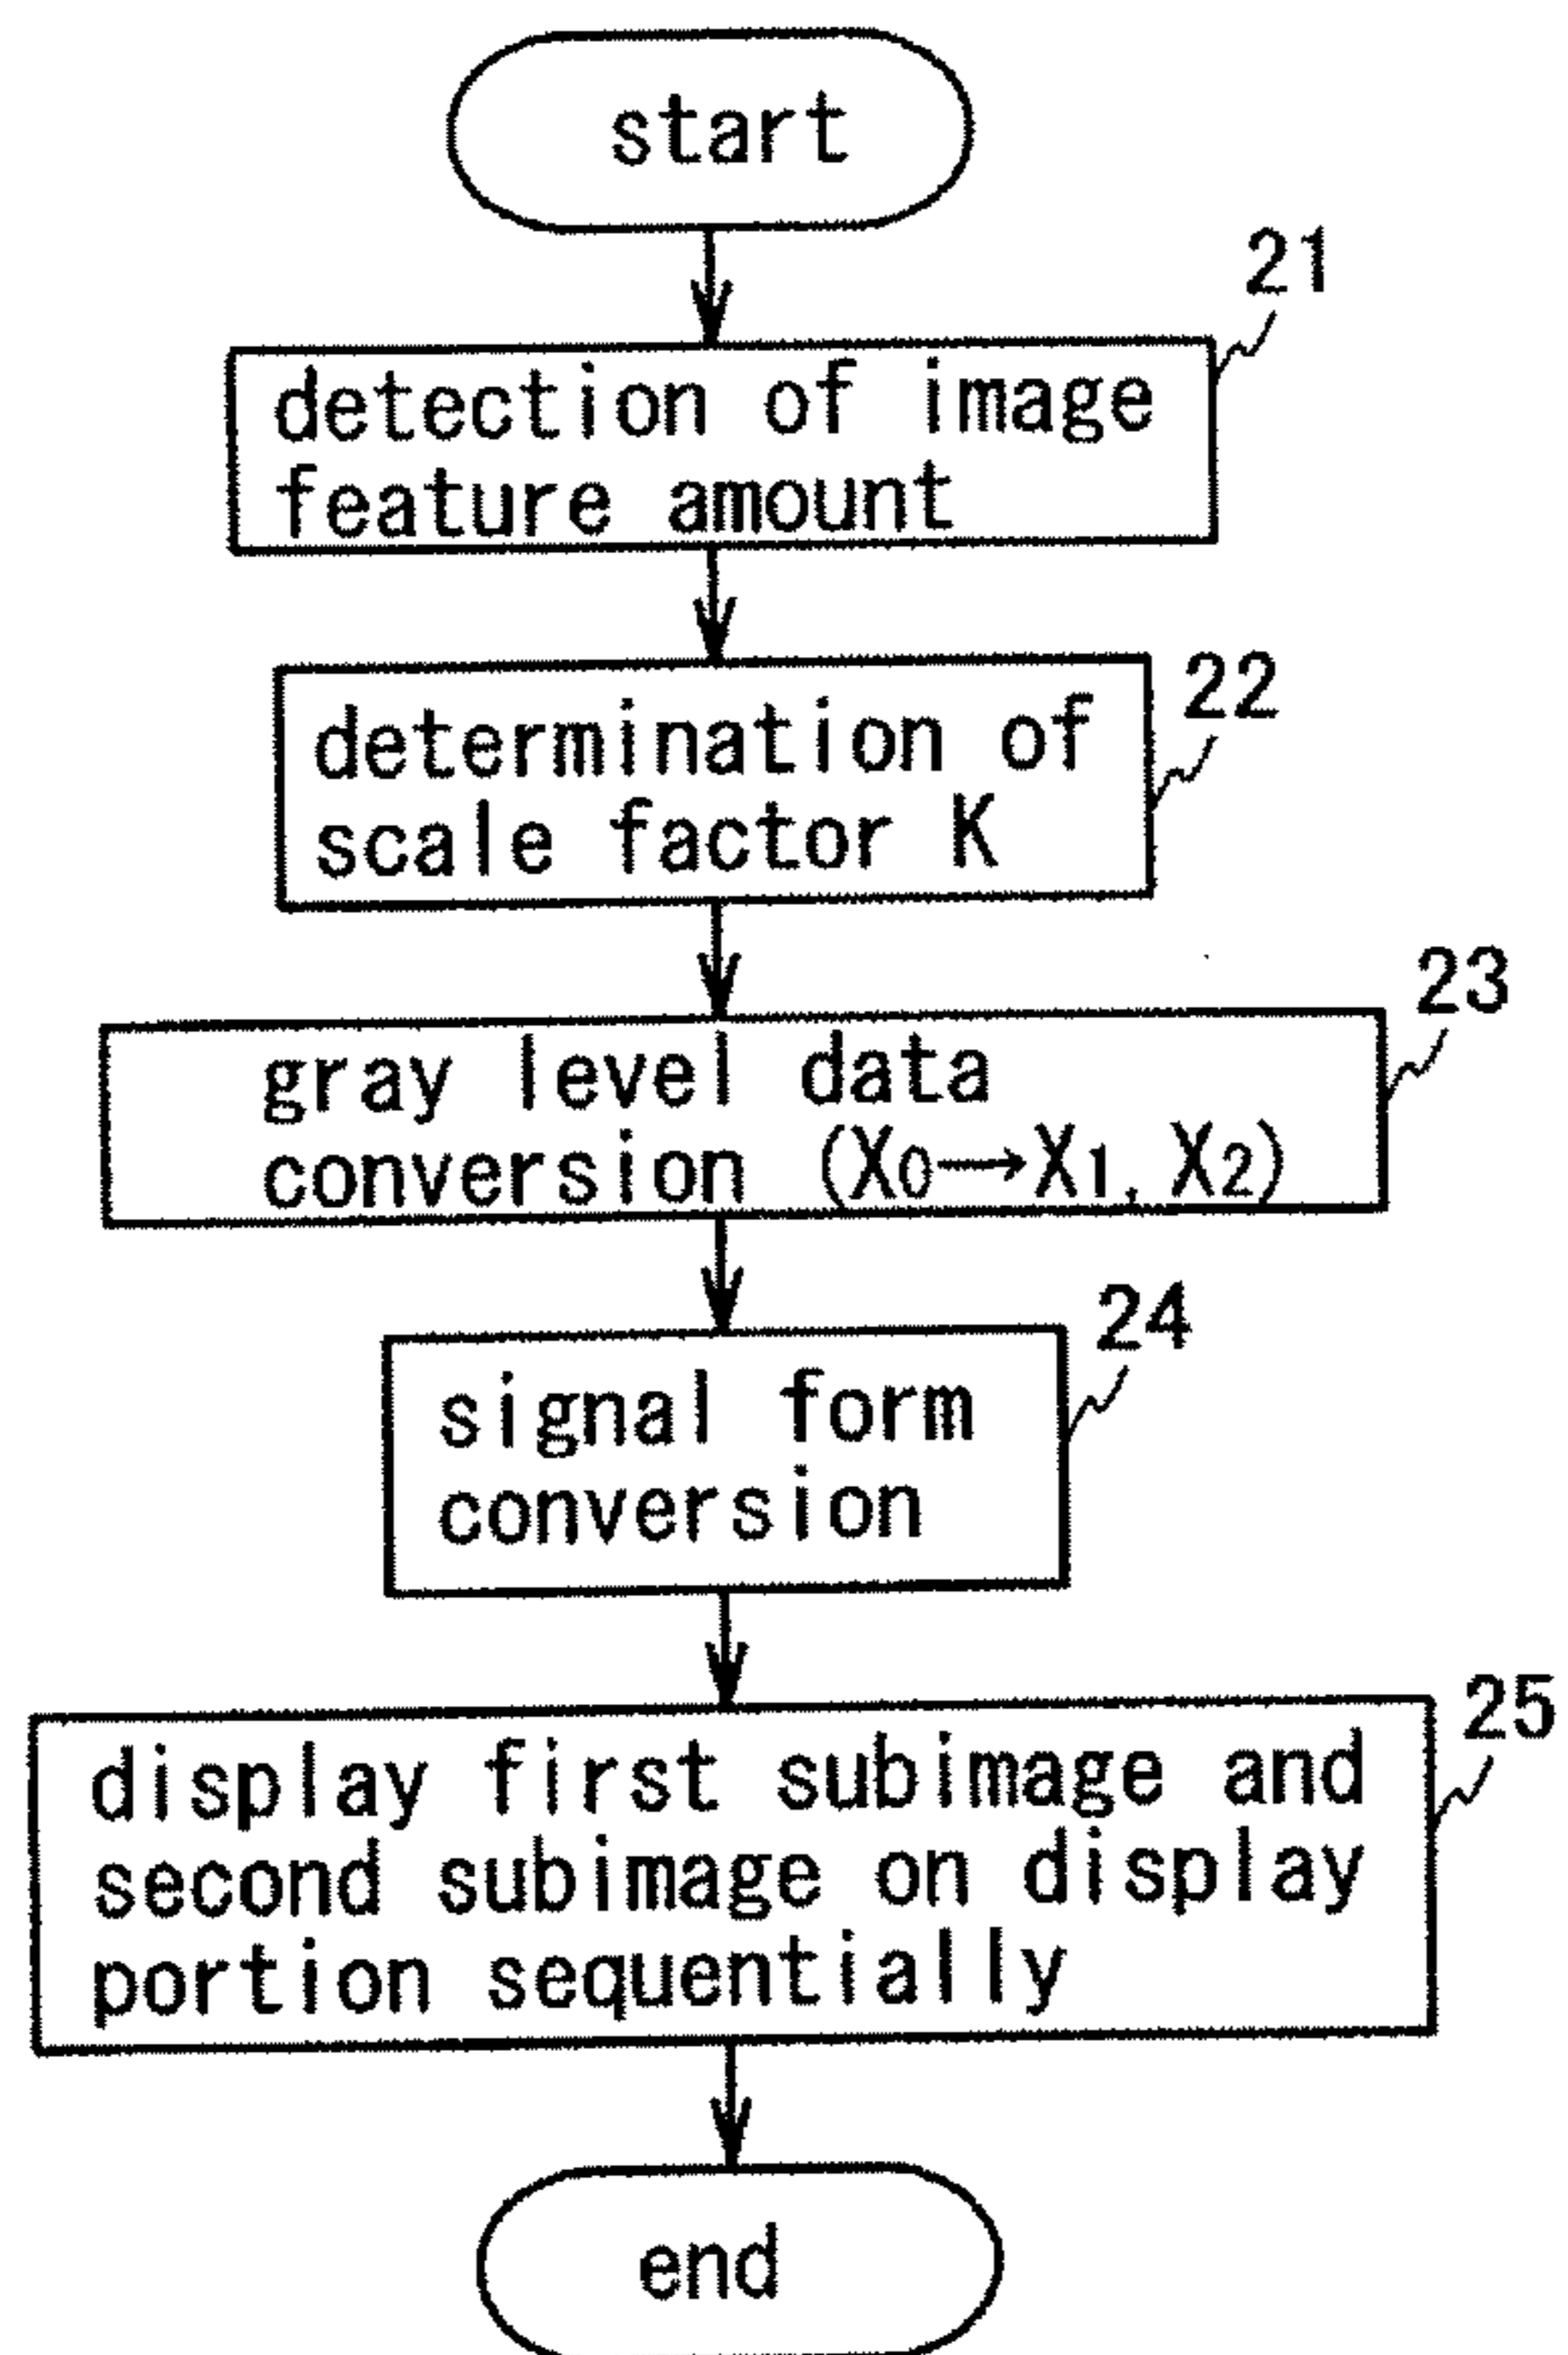 start
21
detection of image
feature amount
22
determination of
scale factor K
23
gray level data
conversion (X0→X1, X2)
24
signal form
conversion
25
display first subimage and
second subimage on display
portion sequentially
end